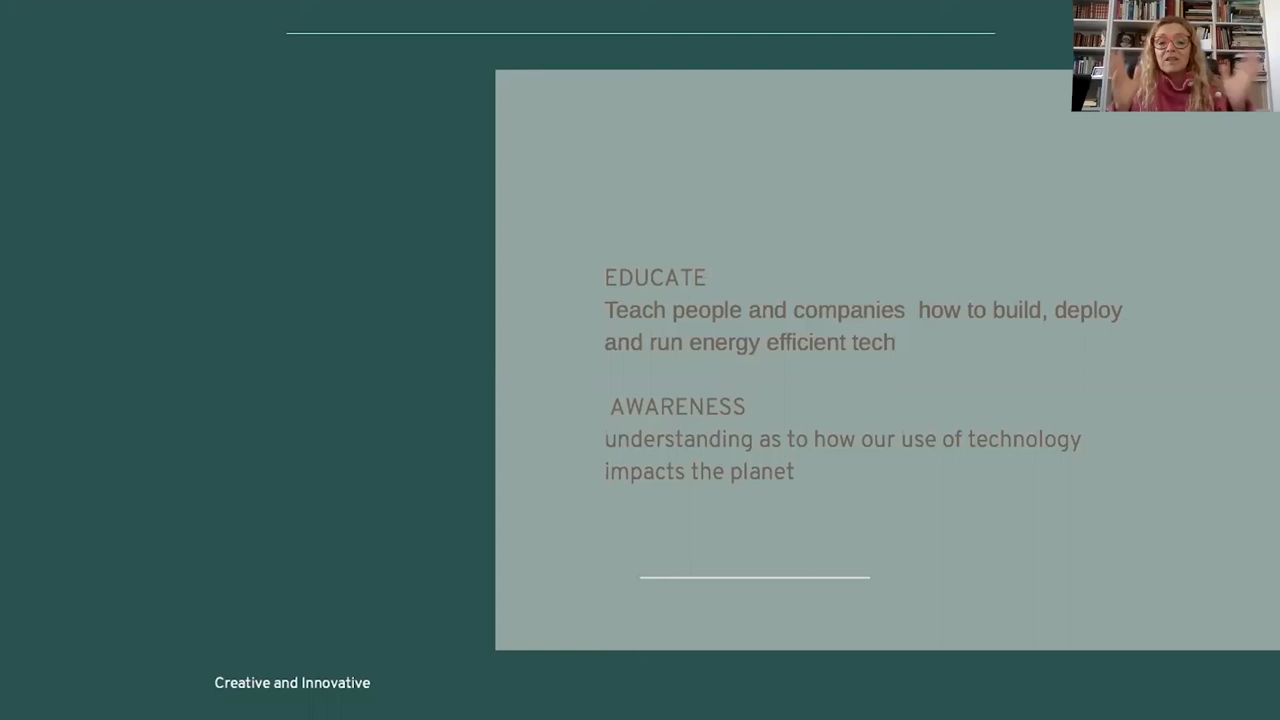 EDUCATE
Teach people and companies  how to build, deploy
and run energy efficient tech
AWARENESS
understanding as to how our use of technology
impacts the planet
Creative and Innovative